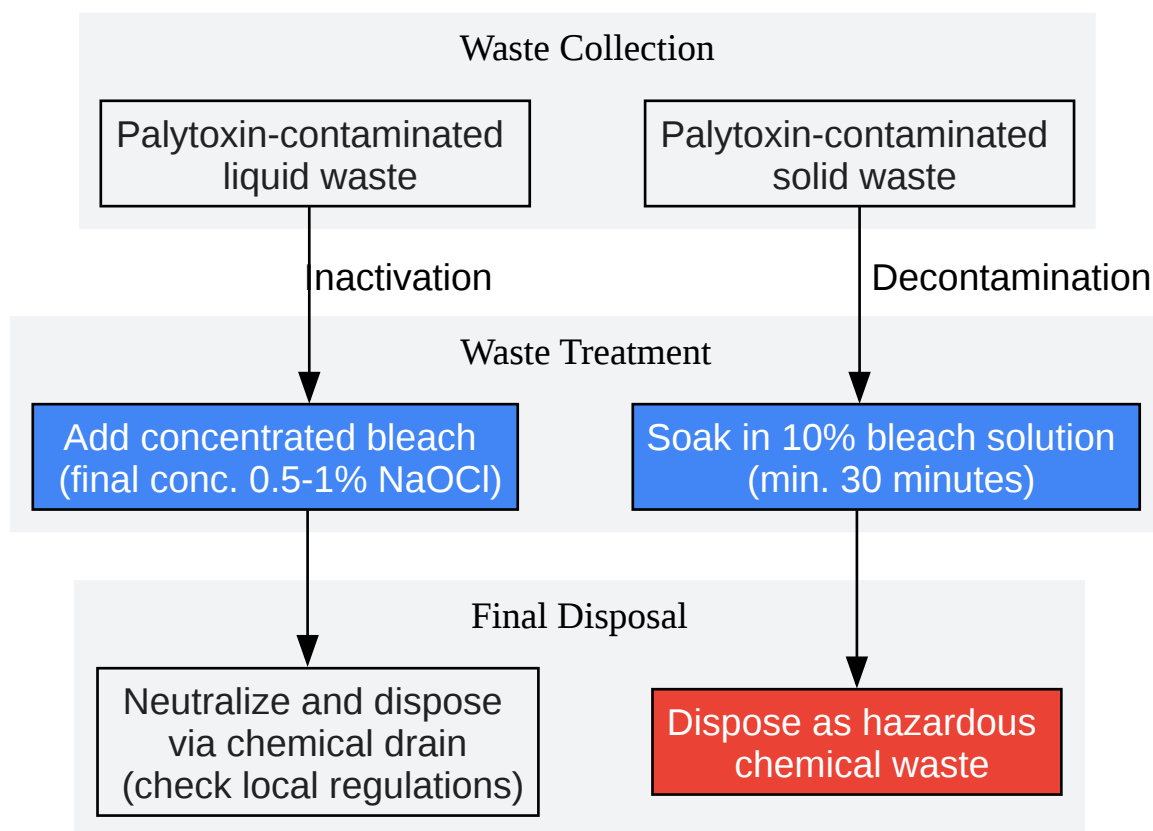 Waste Collection
Palytoxin-contaminated
liquid waste
Palytoxin-contaminated
solid waste
Inactivation
Decontamination
Waste Treatment
Add concentrated bleach
(final conc. 0.5-1% NaOCl)
Soak in 10% bleach solution
(min. 30 minutes)
Final Disposal
Neutralize and dispose
via chemical drain
(check local regulations)
Dispose as hazardous
chemical waste